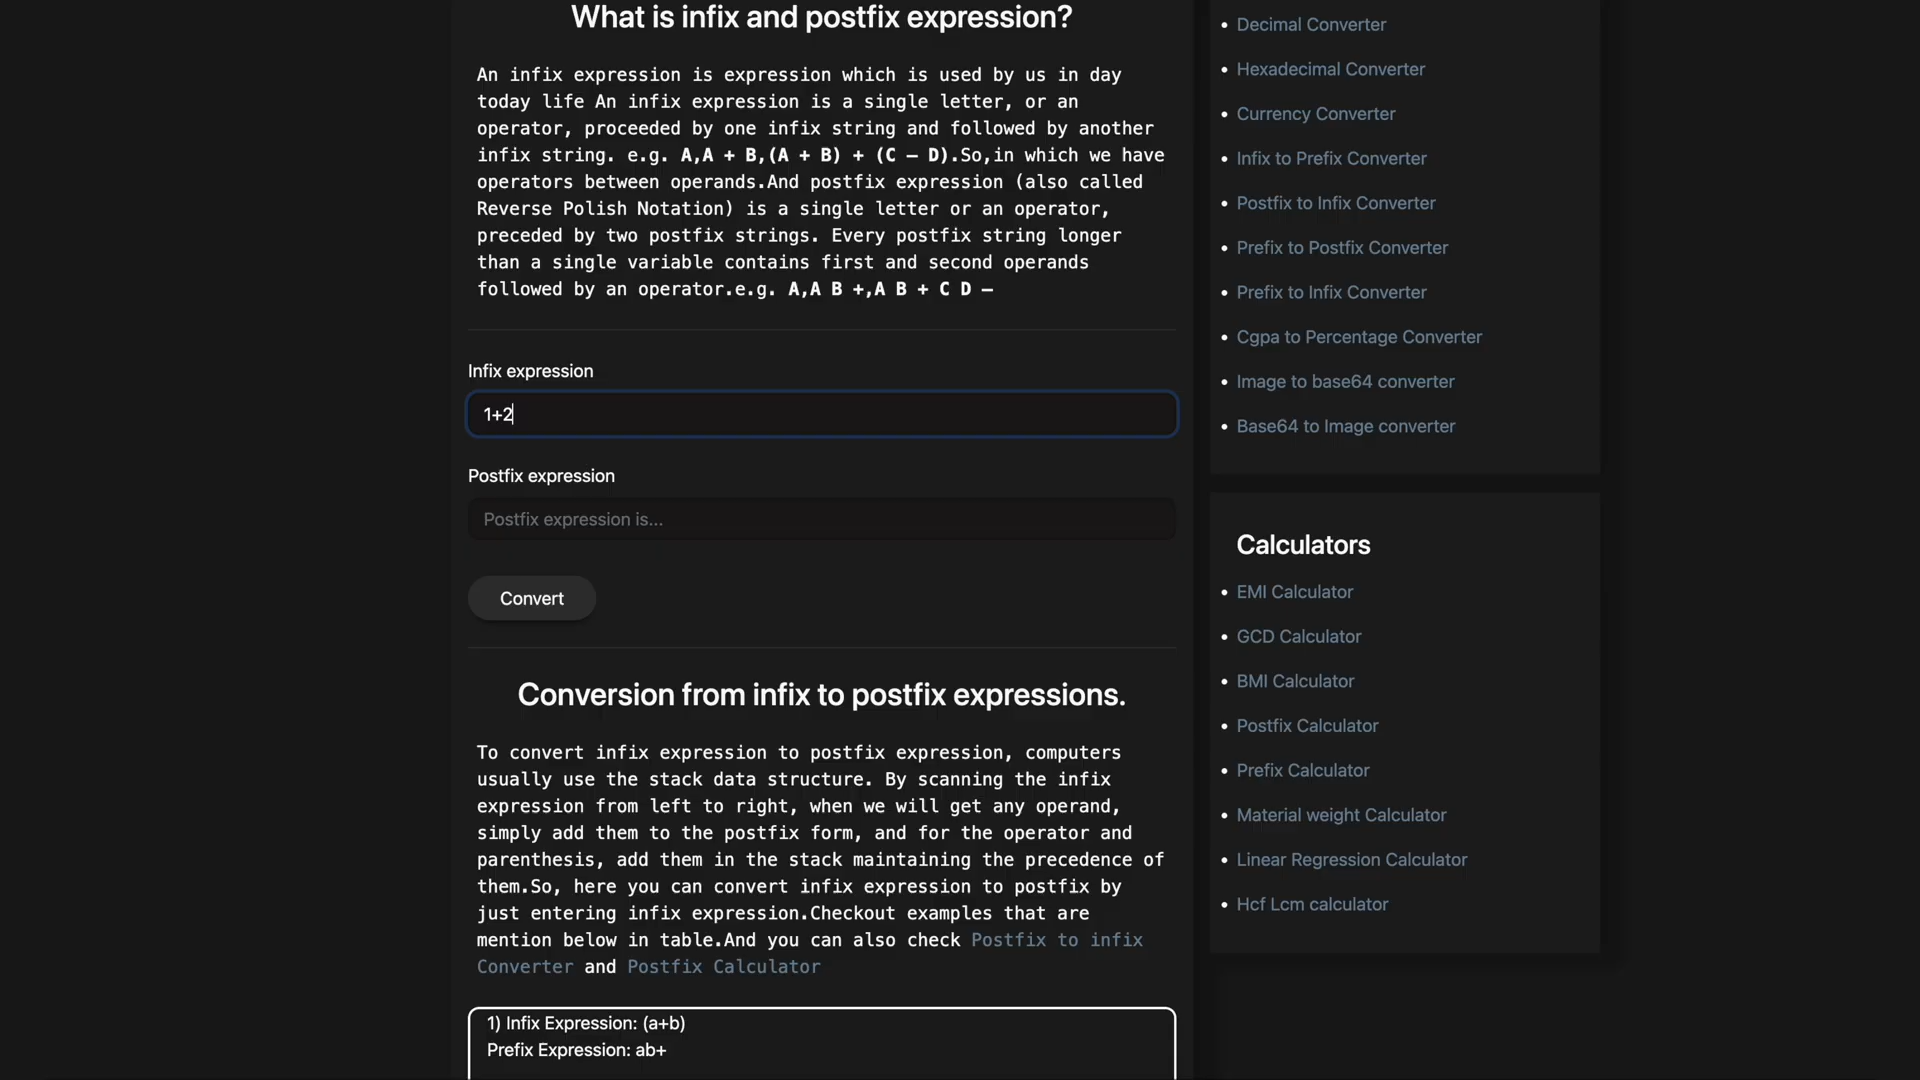 What is infix and postfix expression?
An infix expression is expression which is used by us in day
today life An infix expression is a single letter, or an
operator, proceeded by one infix string and followed by another
infix string. e.g. A,A + B,(A + B) + (C – D).So,in which we have
operators between operands.And postfix expression (also called
Reverse Polish Notation) is a single letter or an operator,
preceded by two postfix strings. Every postfix string longer
than a single variable contains first and second operands
followed by an operator.e.g. A,A B +,A B + C D –
Infix expression
1+2
Postfix expression
Postfix expression is...
Convert
Conversion from infix to postfix expressions.
To convert infix expression to postfix expression, computers
usually use the stack data structure. By scanning the infix
expression from left to right, when we will get any operand,
simply add them to the postfix form, and for the operator and
parenthesis, add them in the stack maintaining the precedence of
them.So, here you can convert infix expression to postfix by
just entering infix expression.Checkout examples that are
mention below in table.And you can also check Postfix to infix
Converter and Postfix Calculator
1) Infix Expression: (a+b)
Prefix Expression: ab+
Decimal Converter
Hexadecimal Converter
Currency Converter
Infix to Prefix Converter
Postfix to Infix Converter
Prefix to Postfix Converter
Prefix to Infix Converter
Cgpa to Percentage Converter
Image to base64 converter
Base64 to Image converter
Calculators
EMI Calculator
GCD Calculator
BMI Calculator
Postfix Calculator
Prefix Calculator
Material weight Calculator
Linear Regression Calculator
Hcf Lcm calculator